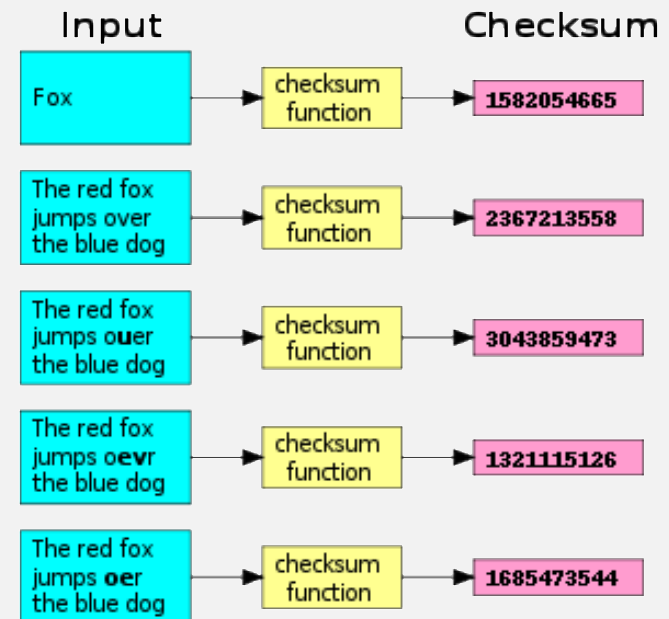 Input Checksum
Fox
checksum
function
1582054665
The red fox
jumps over
the blue dog
checksum
function
2367213558
The red fox
jumps ouer
the blue dog
checksum
function
3043859473
The red fox
jumps oevr
the blue dog
checksum
function
1321115126
The red fox
jumps oer
the blue dog
checksum
function
1685473544